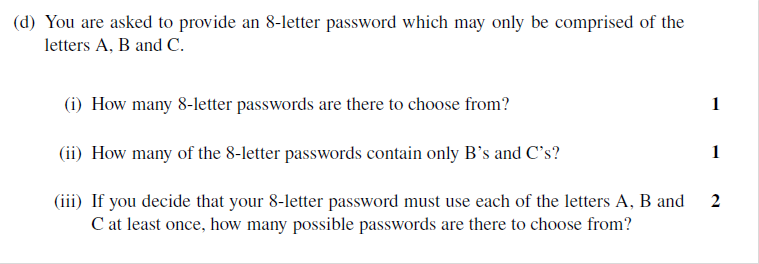 (d) You are asked to provide an 8-letter password which may only be comprised of the
letters A, B and C.
(i) How many 8-letter passwords are there to choose from? 1
(ii) How many of the 8-letter passwords contain only B’s and C’s? 1
(iii) If you decide that your 8-letter password must use each of the letters A, B and 2
C at least once, how many possible passwords are there to choose from?